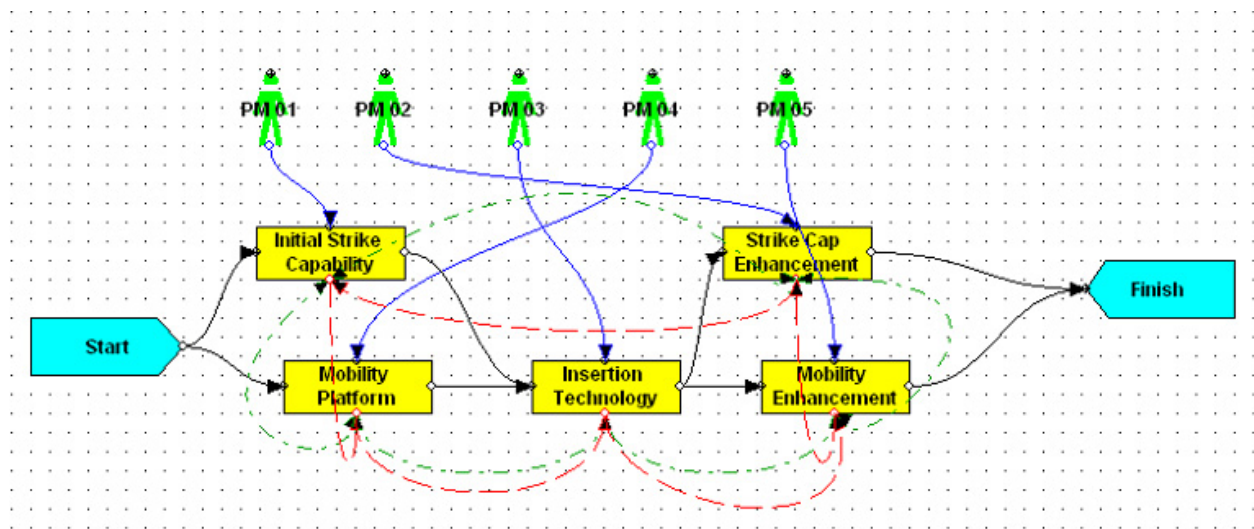 PM 01
PM 02
PM 03
PM 04
PM 05
Initial Strike
Capability
Strike Cap
Enhancement
Finish
Start
Mobility
Platform
Insertion
Technology
Mobility
Enhancement